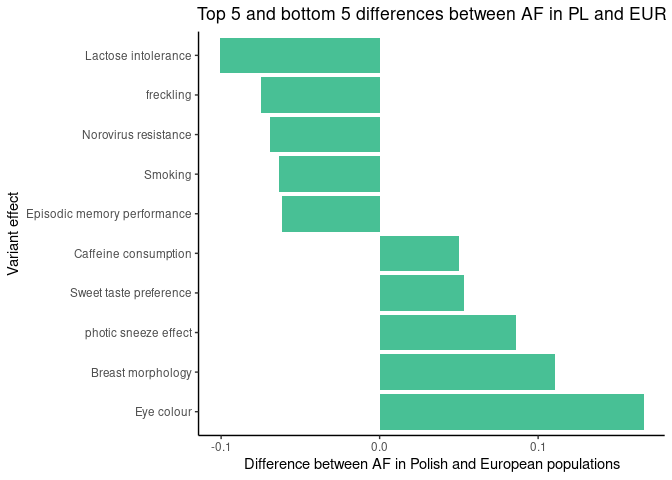 Top 5 and bottom 5 differences between AF in PL and EUR
Variant effect
Lactose intolerance
freckling
Norovirus resistance
Smoking
Episodic memory performance
Caffeine consumption
Sweet taste preference
photic sneeze effect
Breast morphology
Eye colour
-0.1 0.0 0.1
Difference between AF in Polish and European populations